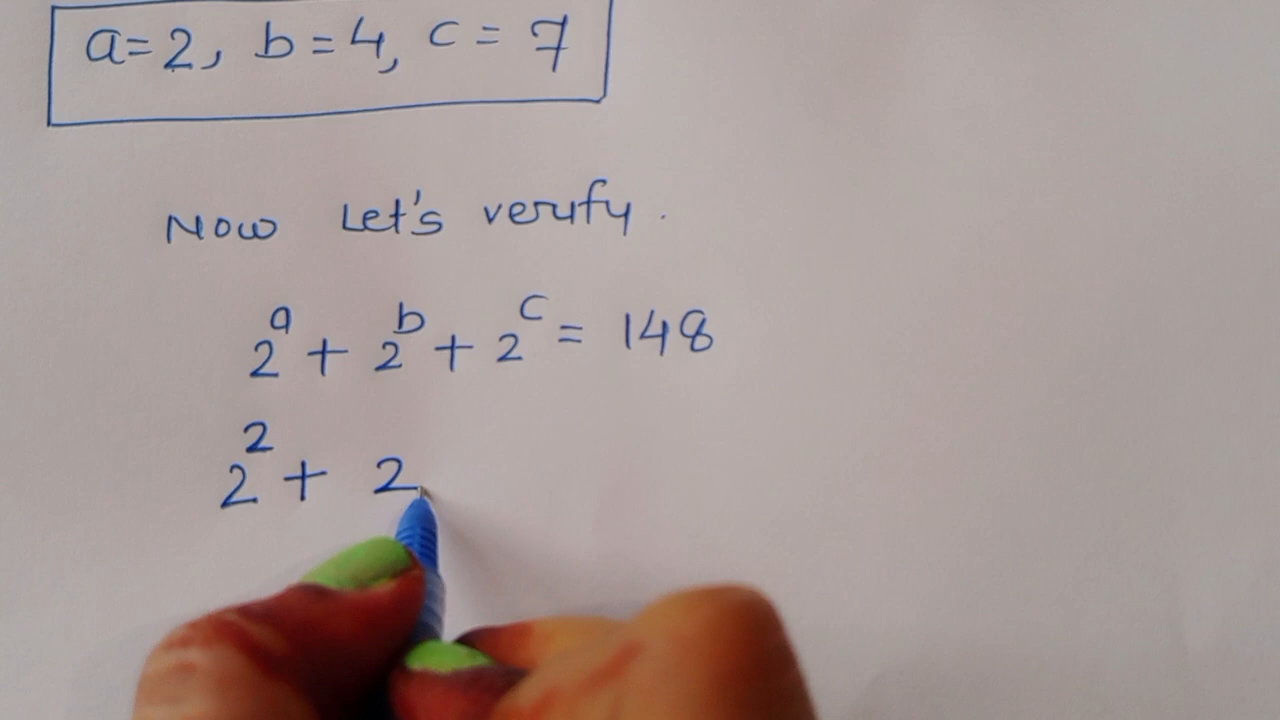 a=2, b=4, c=7
Now Let's verify.
2^a + 2^b + 2^c = 148
2^2 + 2